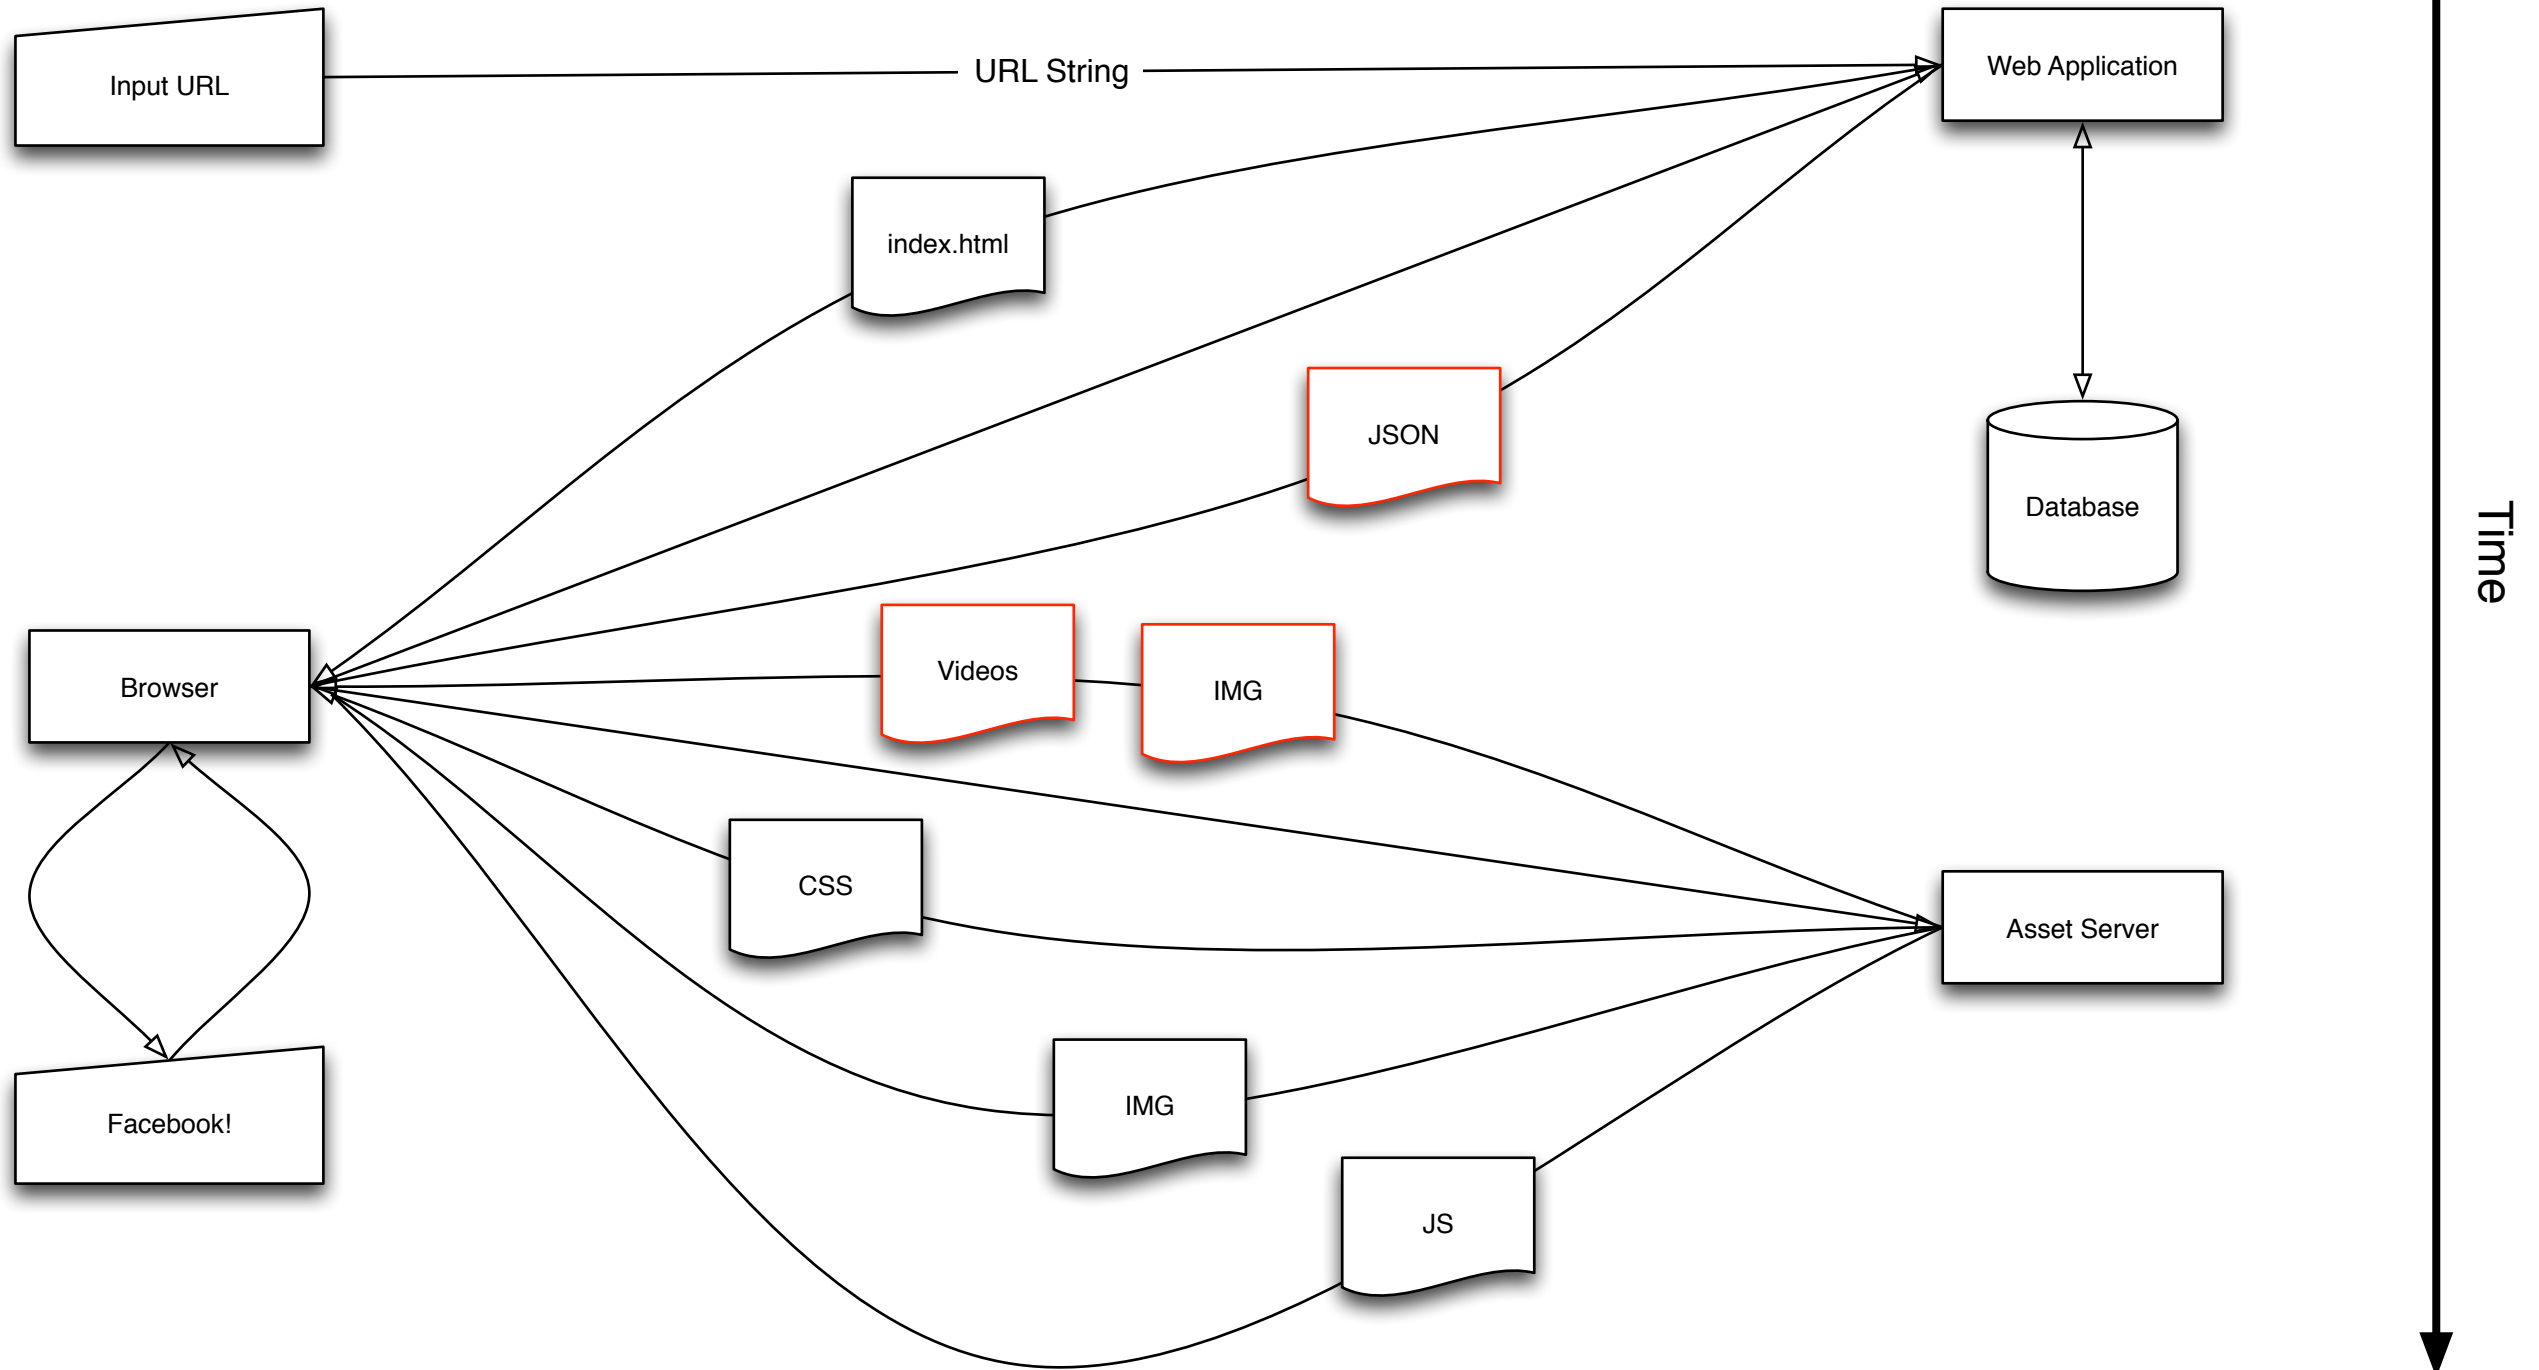 Input URL
URL String
Web Application
index.html
JSON
Database
Time
Videos
IMG
Browser
CSS
Asset Server
IMG
Facebook!
JS